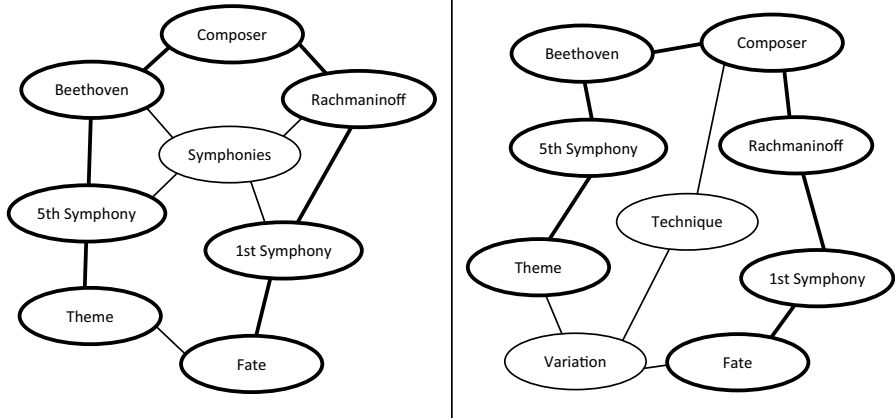 Composer
Beethoven
Rachmaninoff
Symphonies
5th Symphony
1st Symphony
Theme
Fate
Composer
Beethoven
5th Symphony
Rachmaninoff
Technique
Theme
1st Symphony
Variation
Fate